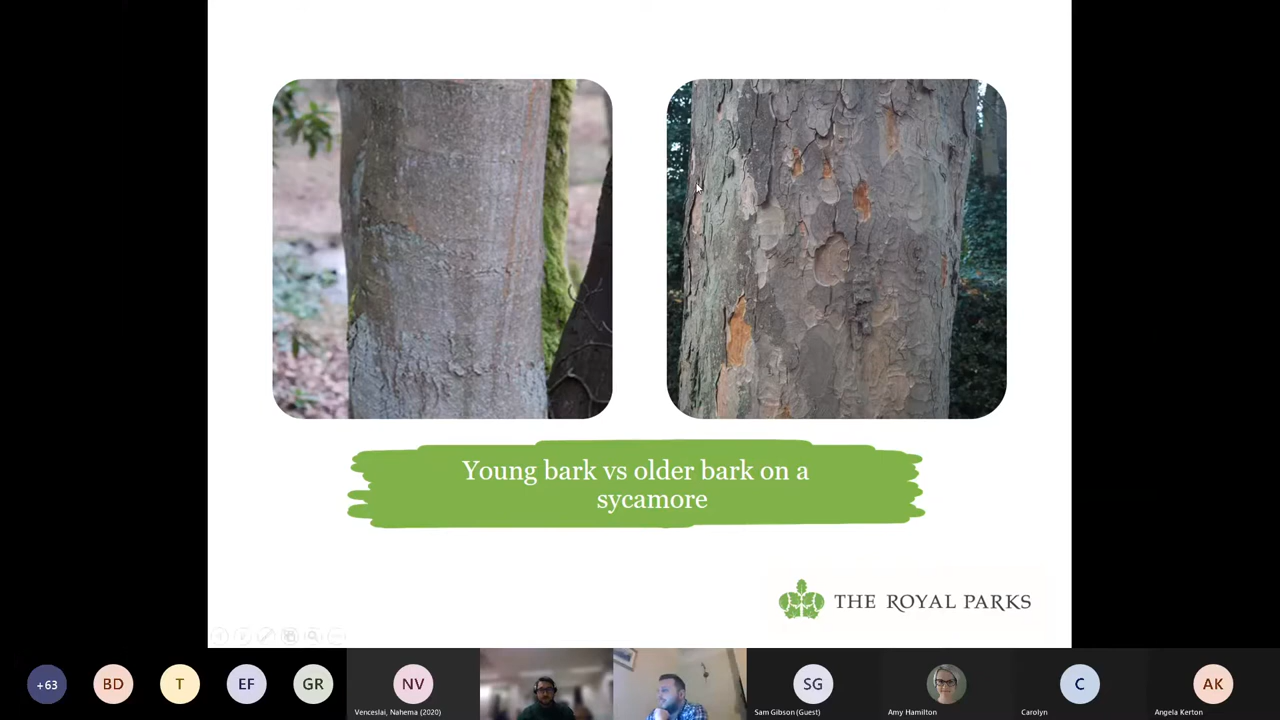 Young bark vs older bark on a
sycamore
THE ROYAL PARKS
+63
BD
T
EF
GR
NV
SG
C
AK
Venceslai, Nahema (2020)
Sam Gibson (Guest)
Amy Hamilton
Carolyn
Angela Kerton